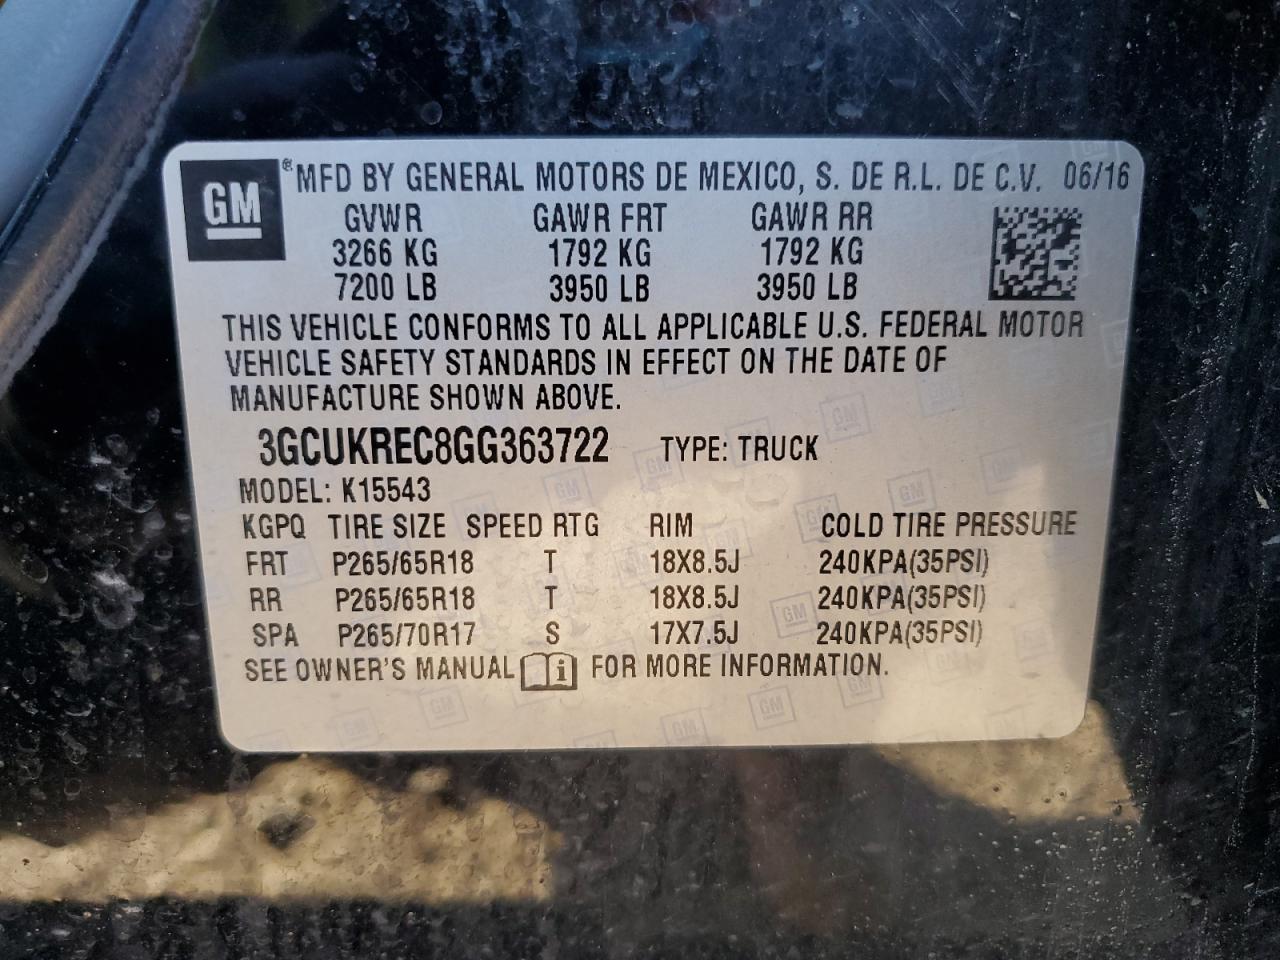 GM ® MFD BY GENERAL MOTORS DE MEXICO, S. DE R.L. DE C.V. 06/16
GVWR GAWR FRT GAWR RR
3266 KG 1792 KG 1792 KG
7200 LB 3950 LB 3950 LB
THIS VEHICLE CONFORMS TO ALL APPLICABLE U.S. FEDERAL MOTOR
VEHICLE SAFETY STANDARDS IN EFFECT ON THE DATE OF
MANUFACTURE SHOWN ABOVE.
3GCUKREC8GG363722 TYPE: TRUCK
MODEL: K15543
KGPQ TIRE SIZE SPEED RTG RIM COLD TIRE PRESSURE
FRT P265/65R18 T 18X8.5J 240KPA(35PSI)
RR P265/65R18 T 18X8.5J 240KPA(35PSI)
SPA P265/70R17 S 17X7.5J 240KPA(35PSI)
SEE OWNER'S MANUAL i FOR MORE INFORMATION.